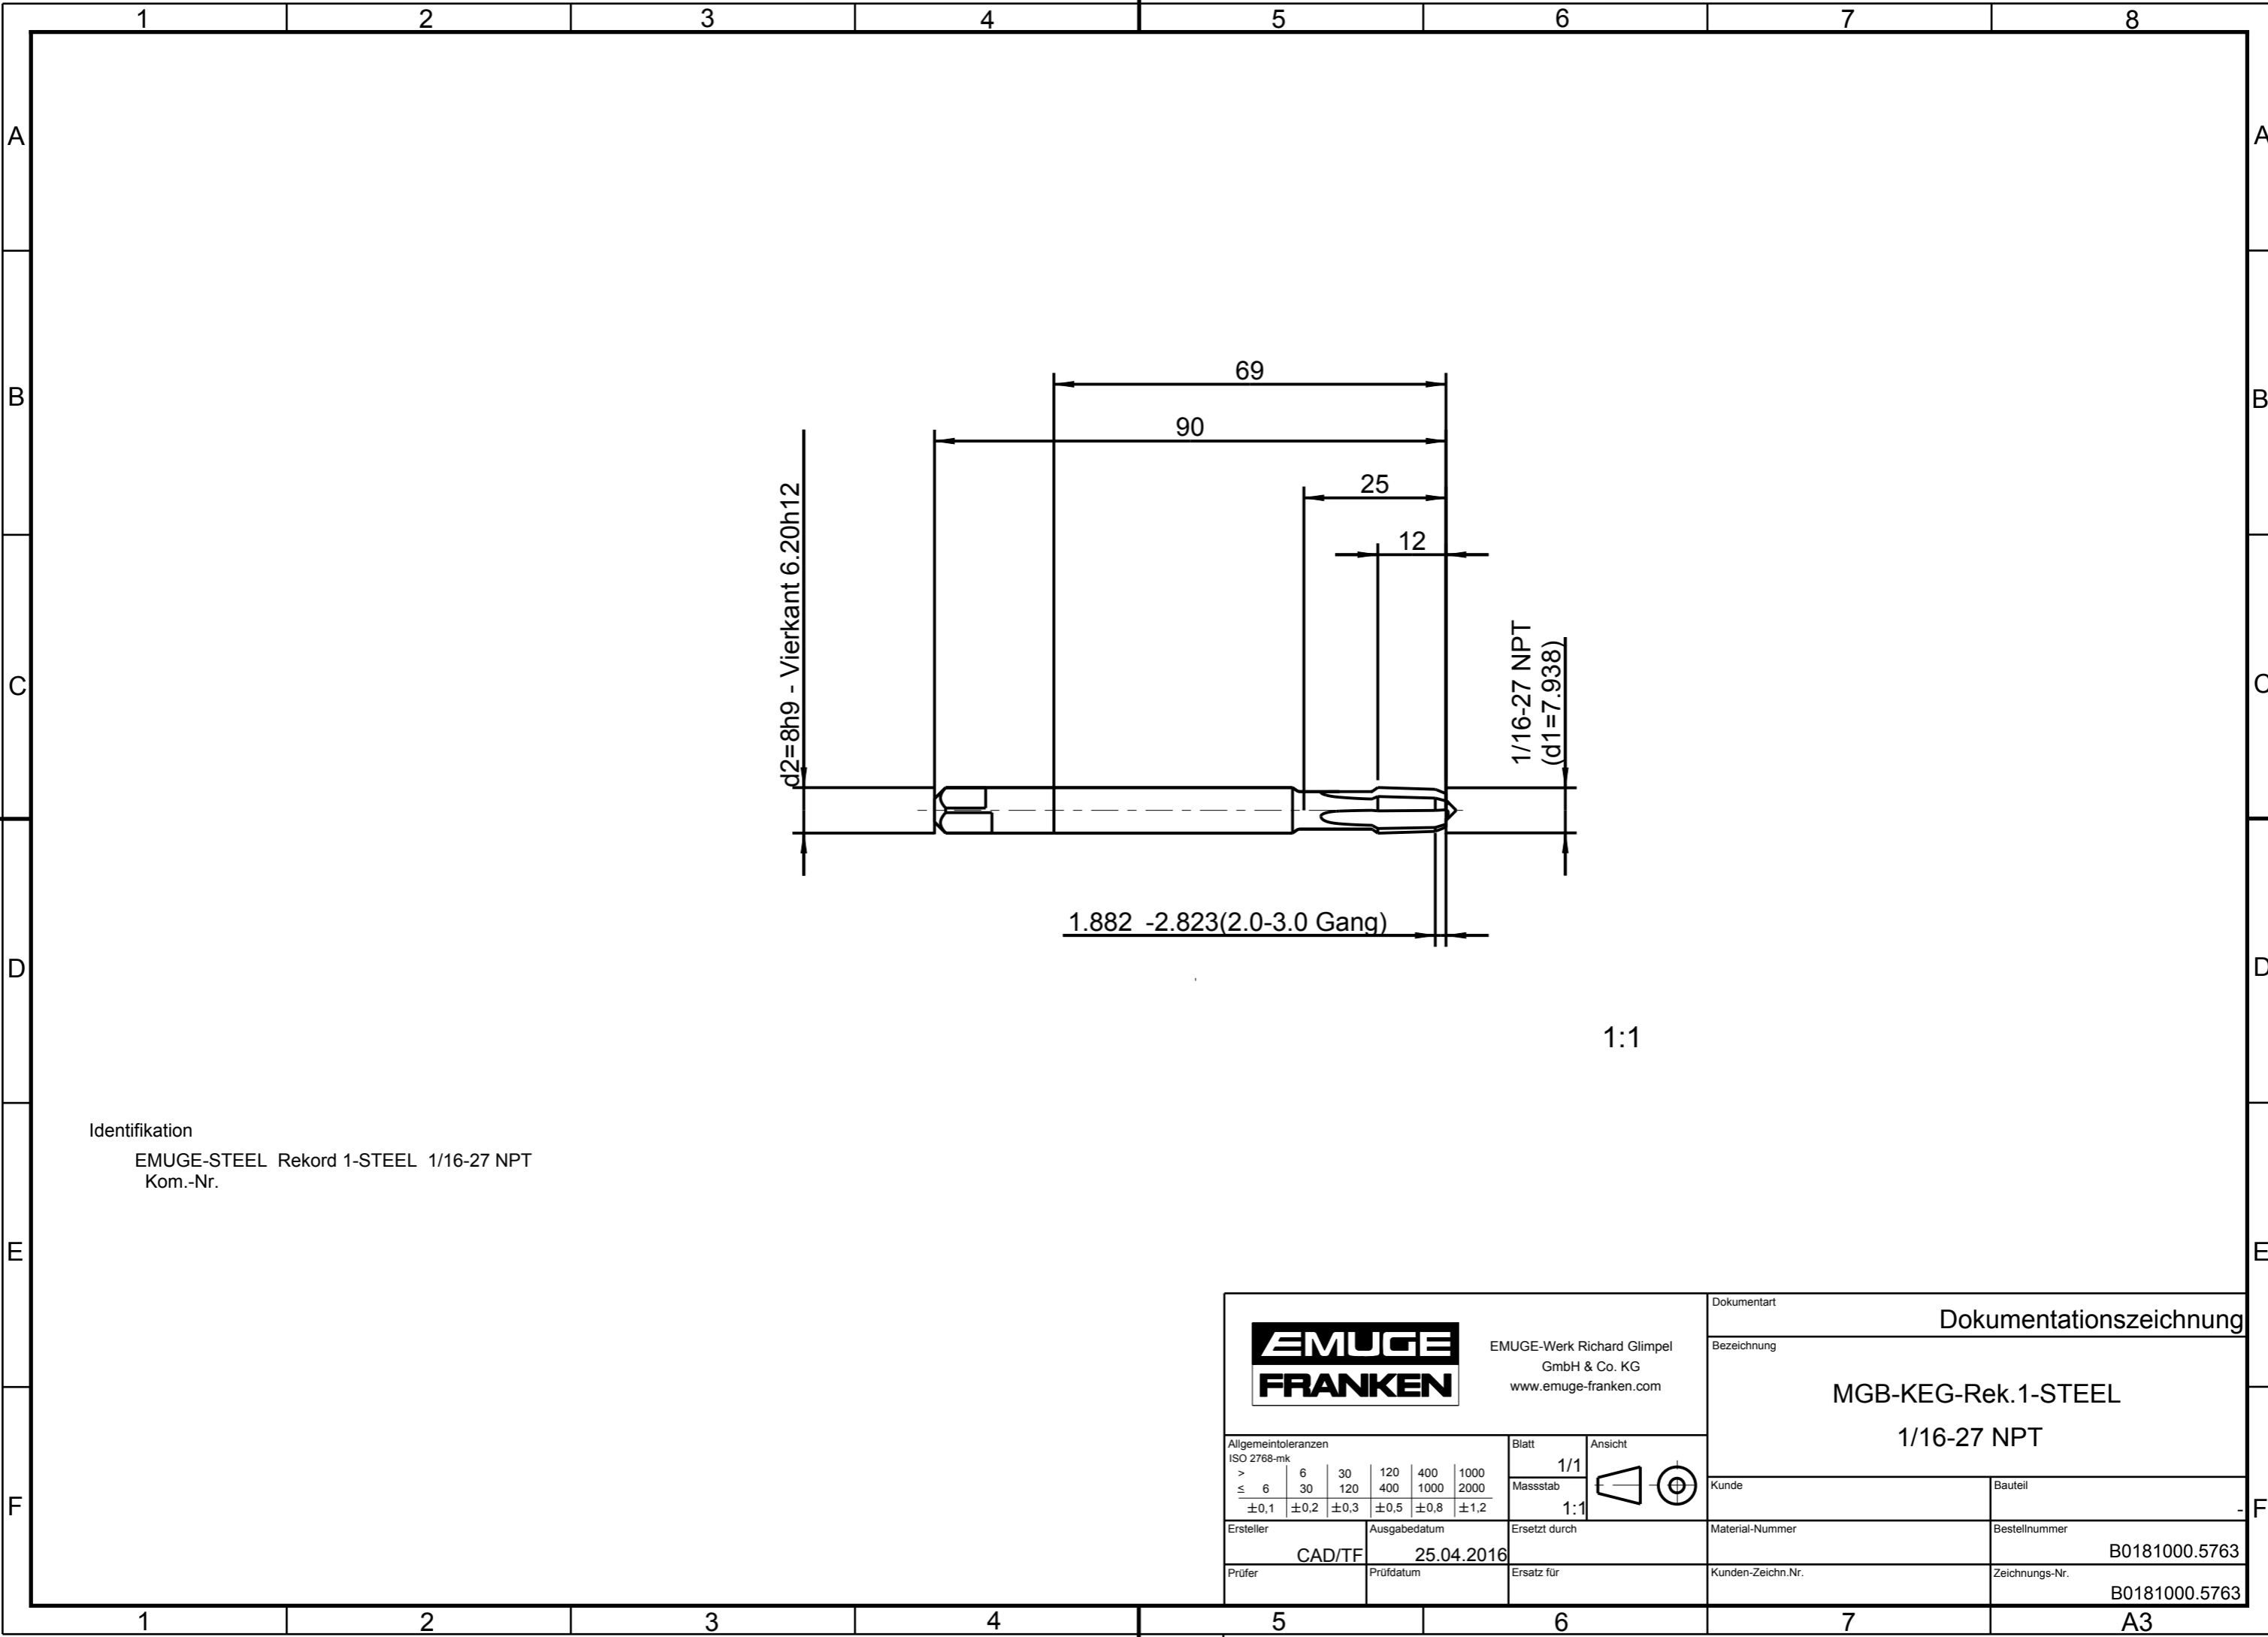 1 2 3 4 5 6 7 8
A A
B B
C C
D D
E E
F F
69
90
25
12
d2=8h9 - Vierkant 6.20h12
1/16-27 NPT
(d1=7.938)
1.882 -2.823(2.0-3.0 Gang)
1:1
Identifikation
EMUGE-STEEL Rekord 1-STEEL 1/16-27 NPT
Kom.-Nr.
EMUGE
FRANKEN
EMUGE-Werk Richard Glimpel
GmbH & Co. KG
www.emuge-franken.com
Dokumentart
Dokumentationszeichnung
Bezeichnung
MGB-KEG-Rek.1-STEEL
1/16-27 NPT
Allgemeintoleranzen
ISO 2768-mk
> 6 30 120 400 1000
≤ 6 30 120 400 1000 2000
±0,1 ±0,2 ±0,3 ±0,5 ±0,8 ±1,2
Blatt
1/1
Ansicht
Massstab
1:1
Kunde
Bauteil
-
Ersteller
CAD/TF
Ausgabedatum
25.04.2016
Ersetzt durch
Material-Nummer
Bestellnummer
B0181000.5763
Prüfer
Prüfdatum
Ersatz für
Kunden-Zeichn.Nr.
Zeichnungs-Nr.
B0181000.5763
1 2 3 4 5 6 7 A3